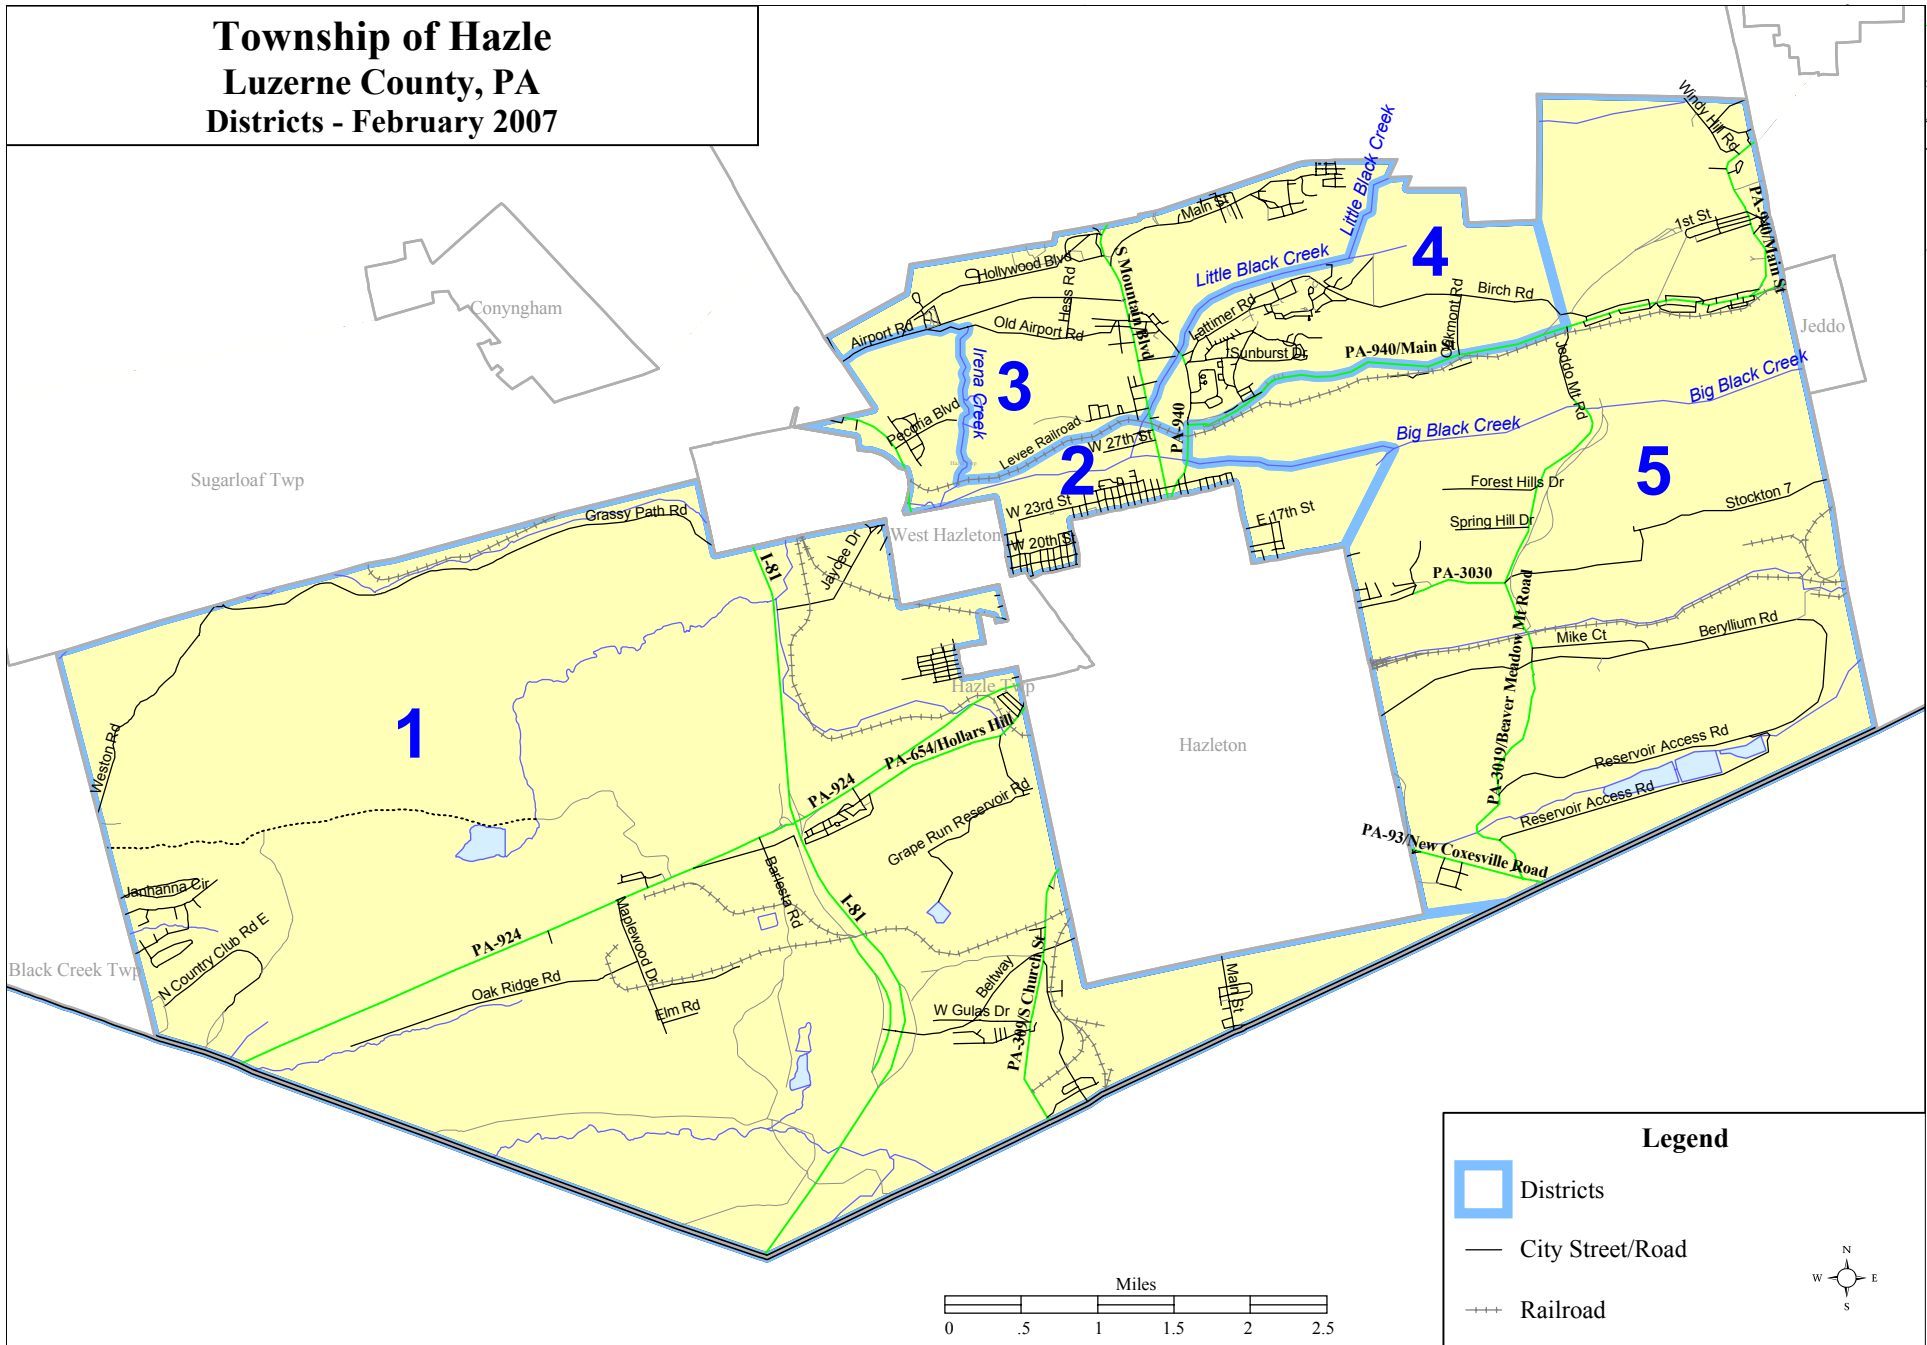 Township of Hazle
Luzerne County, PA
Districts - February 2007
Windy Hill Rd
PA-940/Main St
1st St
Little Black Creek
Main St
4
Little Black Creek
Hollywood Blvd
Hess Rd
S Mountain Blvd
Birch Rd
Conyngham
Airport Rd
Old Airport Rd
Lattimer Rd
Oakmont Rd
Jeddo
Sunburst Dr
PA-940/Main St
Irena Creek
3
Jeddo Mt Rd
Big Black Creek
Pecoria Blvd
PA-940
Big Black Creek
Levee Railroad
W 27th St
2
5
Sugarloaf Twp
Forest Hills Dr
Stockton 7
Grassy Path Rd
W 23rd St
E 17th St
Spring Hill Dr
West Hazleton
W 20th St
I-81
Jaycee Dr
PA-3030
PA-3019/Beaver Meadow Mt Road
Mike Ct
Beryllium Rd
Hazle Twp
1
Weston Rd
PA-654/Hollars Hill
Hazleton
Reservoir Access Rd
PA-924
Grape Run Reservoir Rd
Reservoir Access Rd
PA-93/New Coxesville Road
Janhanna Cir
Barlesta Rd
I-81
Maplewood Dr
N Country Club Rd E
PA-924
Black Creek Twp
Oak Ridge Rd
Beltway
Main St
Elm Rd
W Gulas Dr
PA-309/S Church St
Legend
Districts
City Street/Road
Railroad
N
W E
S
Miles
0 .5 1 1.5 2 2.5